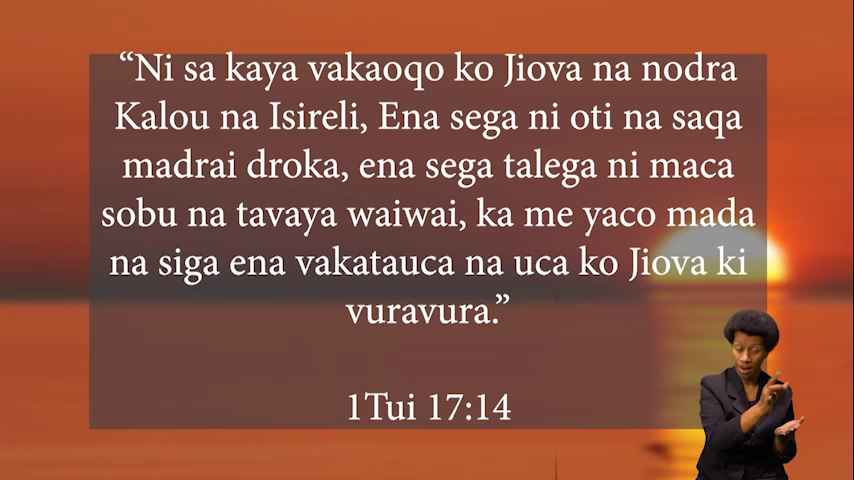 “Ni sa kaya vakaoqo ko Jiova na nodra
Kalou na Isireli, Ena sega ni oti na saqa
madrai droka, ena sega talega ni maca
sobu na tavaya waiwai, ka me yaco mada
na siga ena vakatauca na uca ko Jiova ki
vuravura.”
1Tui 17:14